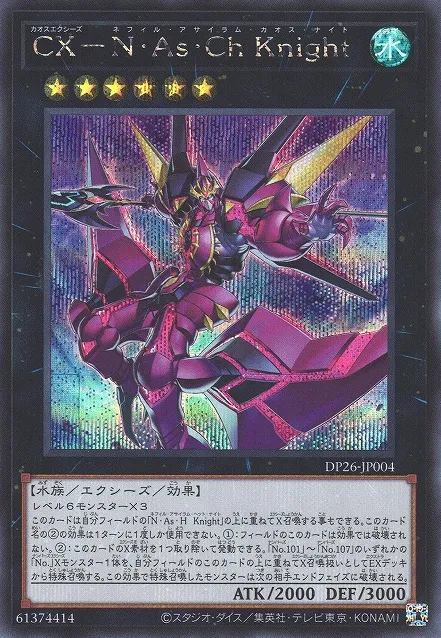 カオスエクシーズ ネフィル・アサイラム・カオス・ナイト
CX－N・As・Ch Knight
水
DP26-JP004
【水族／エクシーズ／効果】
レベル6モンスター×3
このカードは自分フィールドの「N・As・H Knight」の上に重ねてX召喚する事もできる。このカード
名の②の効果は1ターンに1度しか使用できない。①：フィールドのこのカードは効果では破壊さ
れない。②：このカードのX素材を1つ取り除いて発動できる。「No.101」～「No.107」のいずれかの
「No.」Xモンスター1体を、自分フィールドのこのカードの上に重ねてX召喚扱いとしてEXデッキ
から特殊召喚する。この効果で特殊召喚したモンスターは次の相手エンドフェイズに破壊される。
ATK/2000 DEF/3000
61374414
©スタジオ・ダイス／集英社・テレビ東京・KONAMI